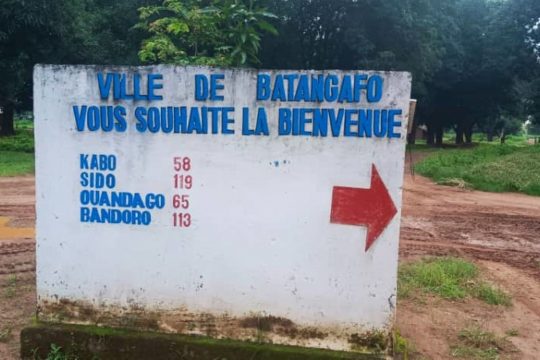 VILLE DE BATANGAFO
VOUS SOUHAITE LA BIENVENUE
KABO 58
SIDO 119
OUANDAGO 65
BANDORO 113